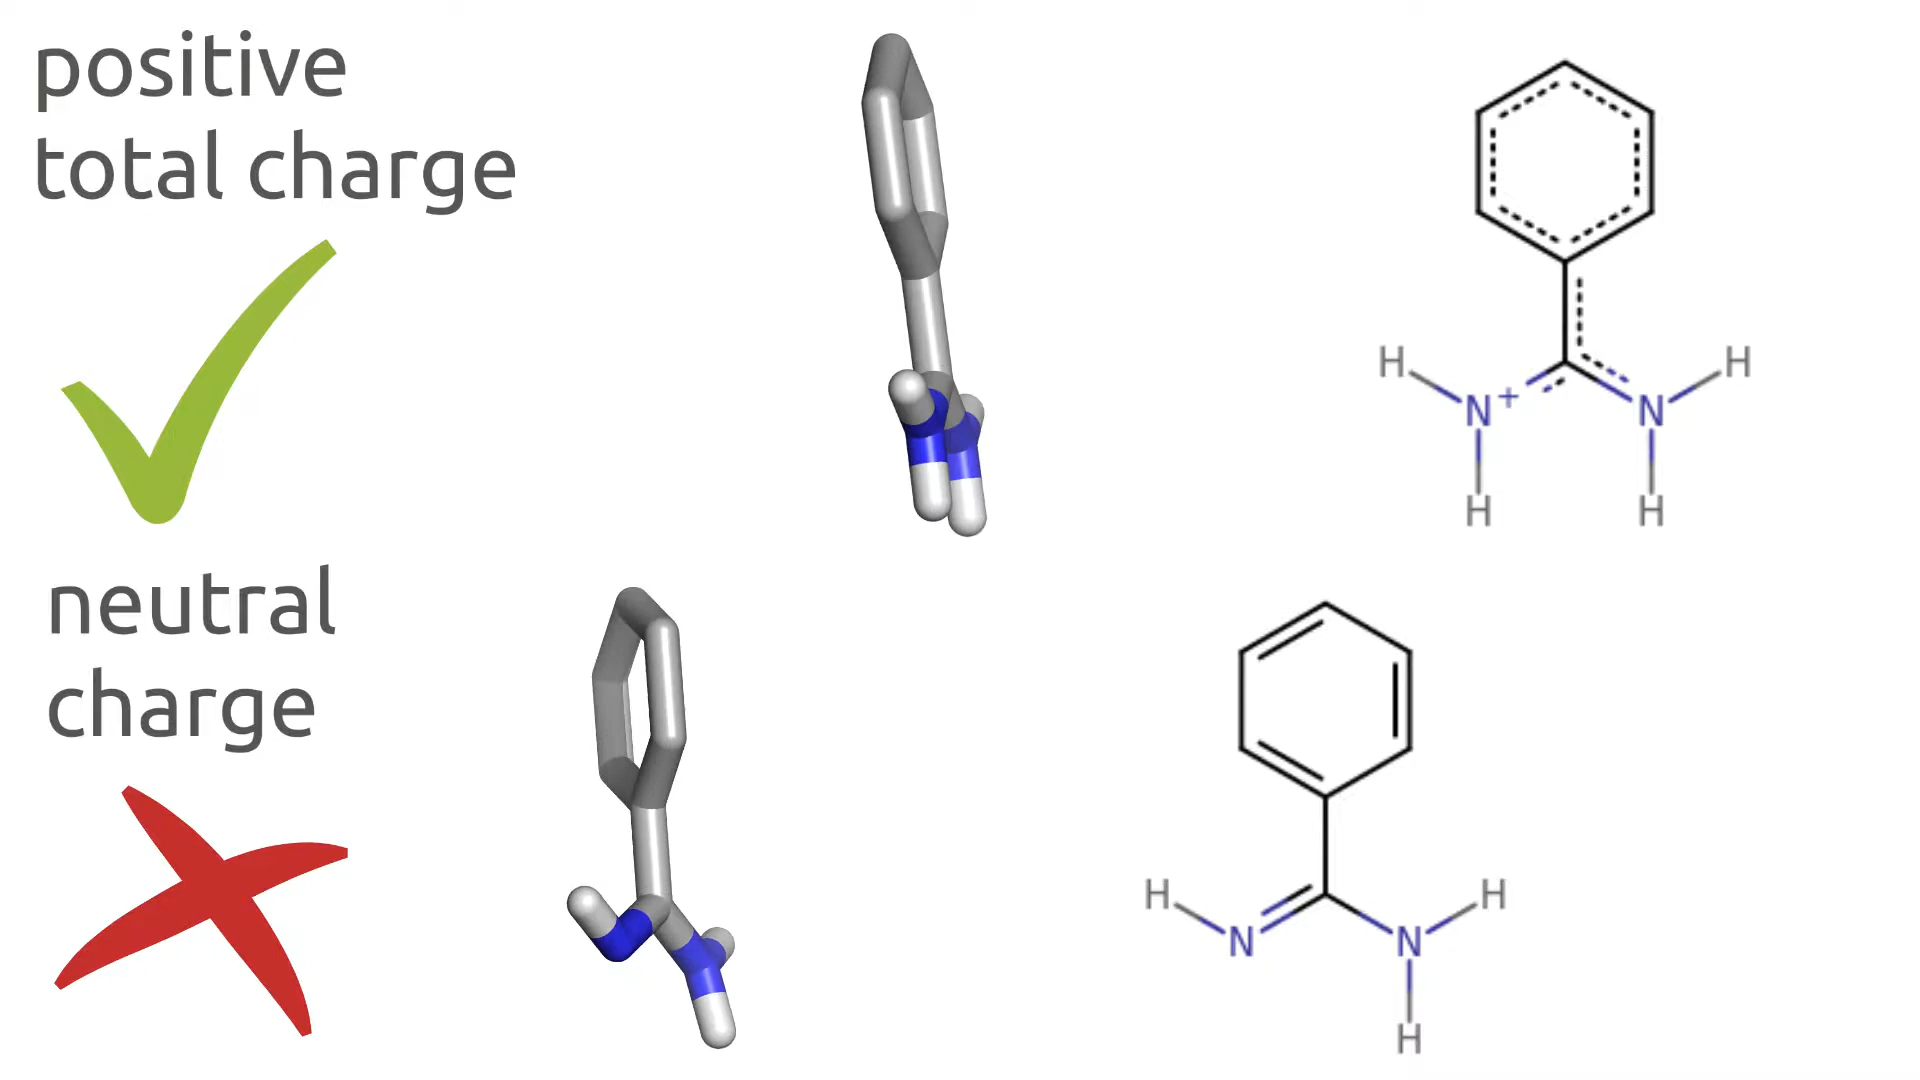 positive
total charge
H
H
N+
N
H
H
neutral
charge
H
H
N
N
H